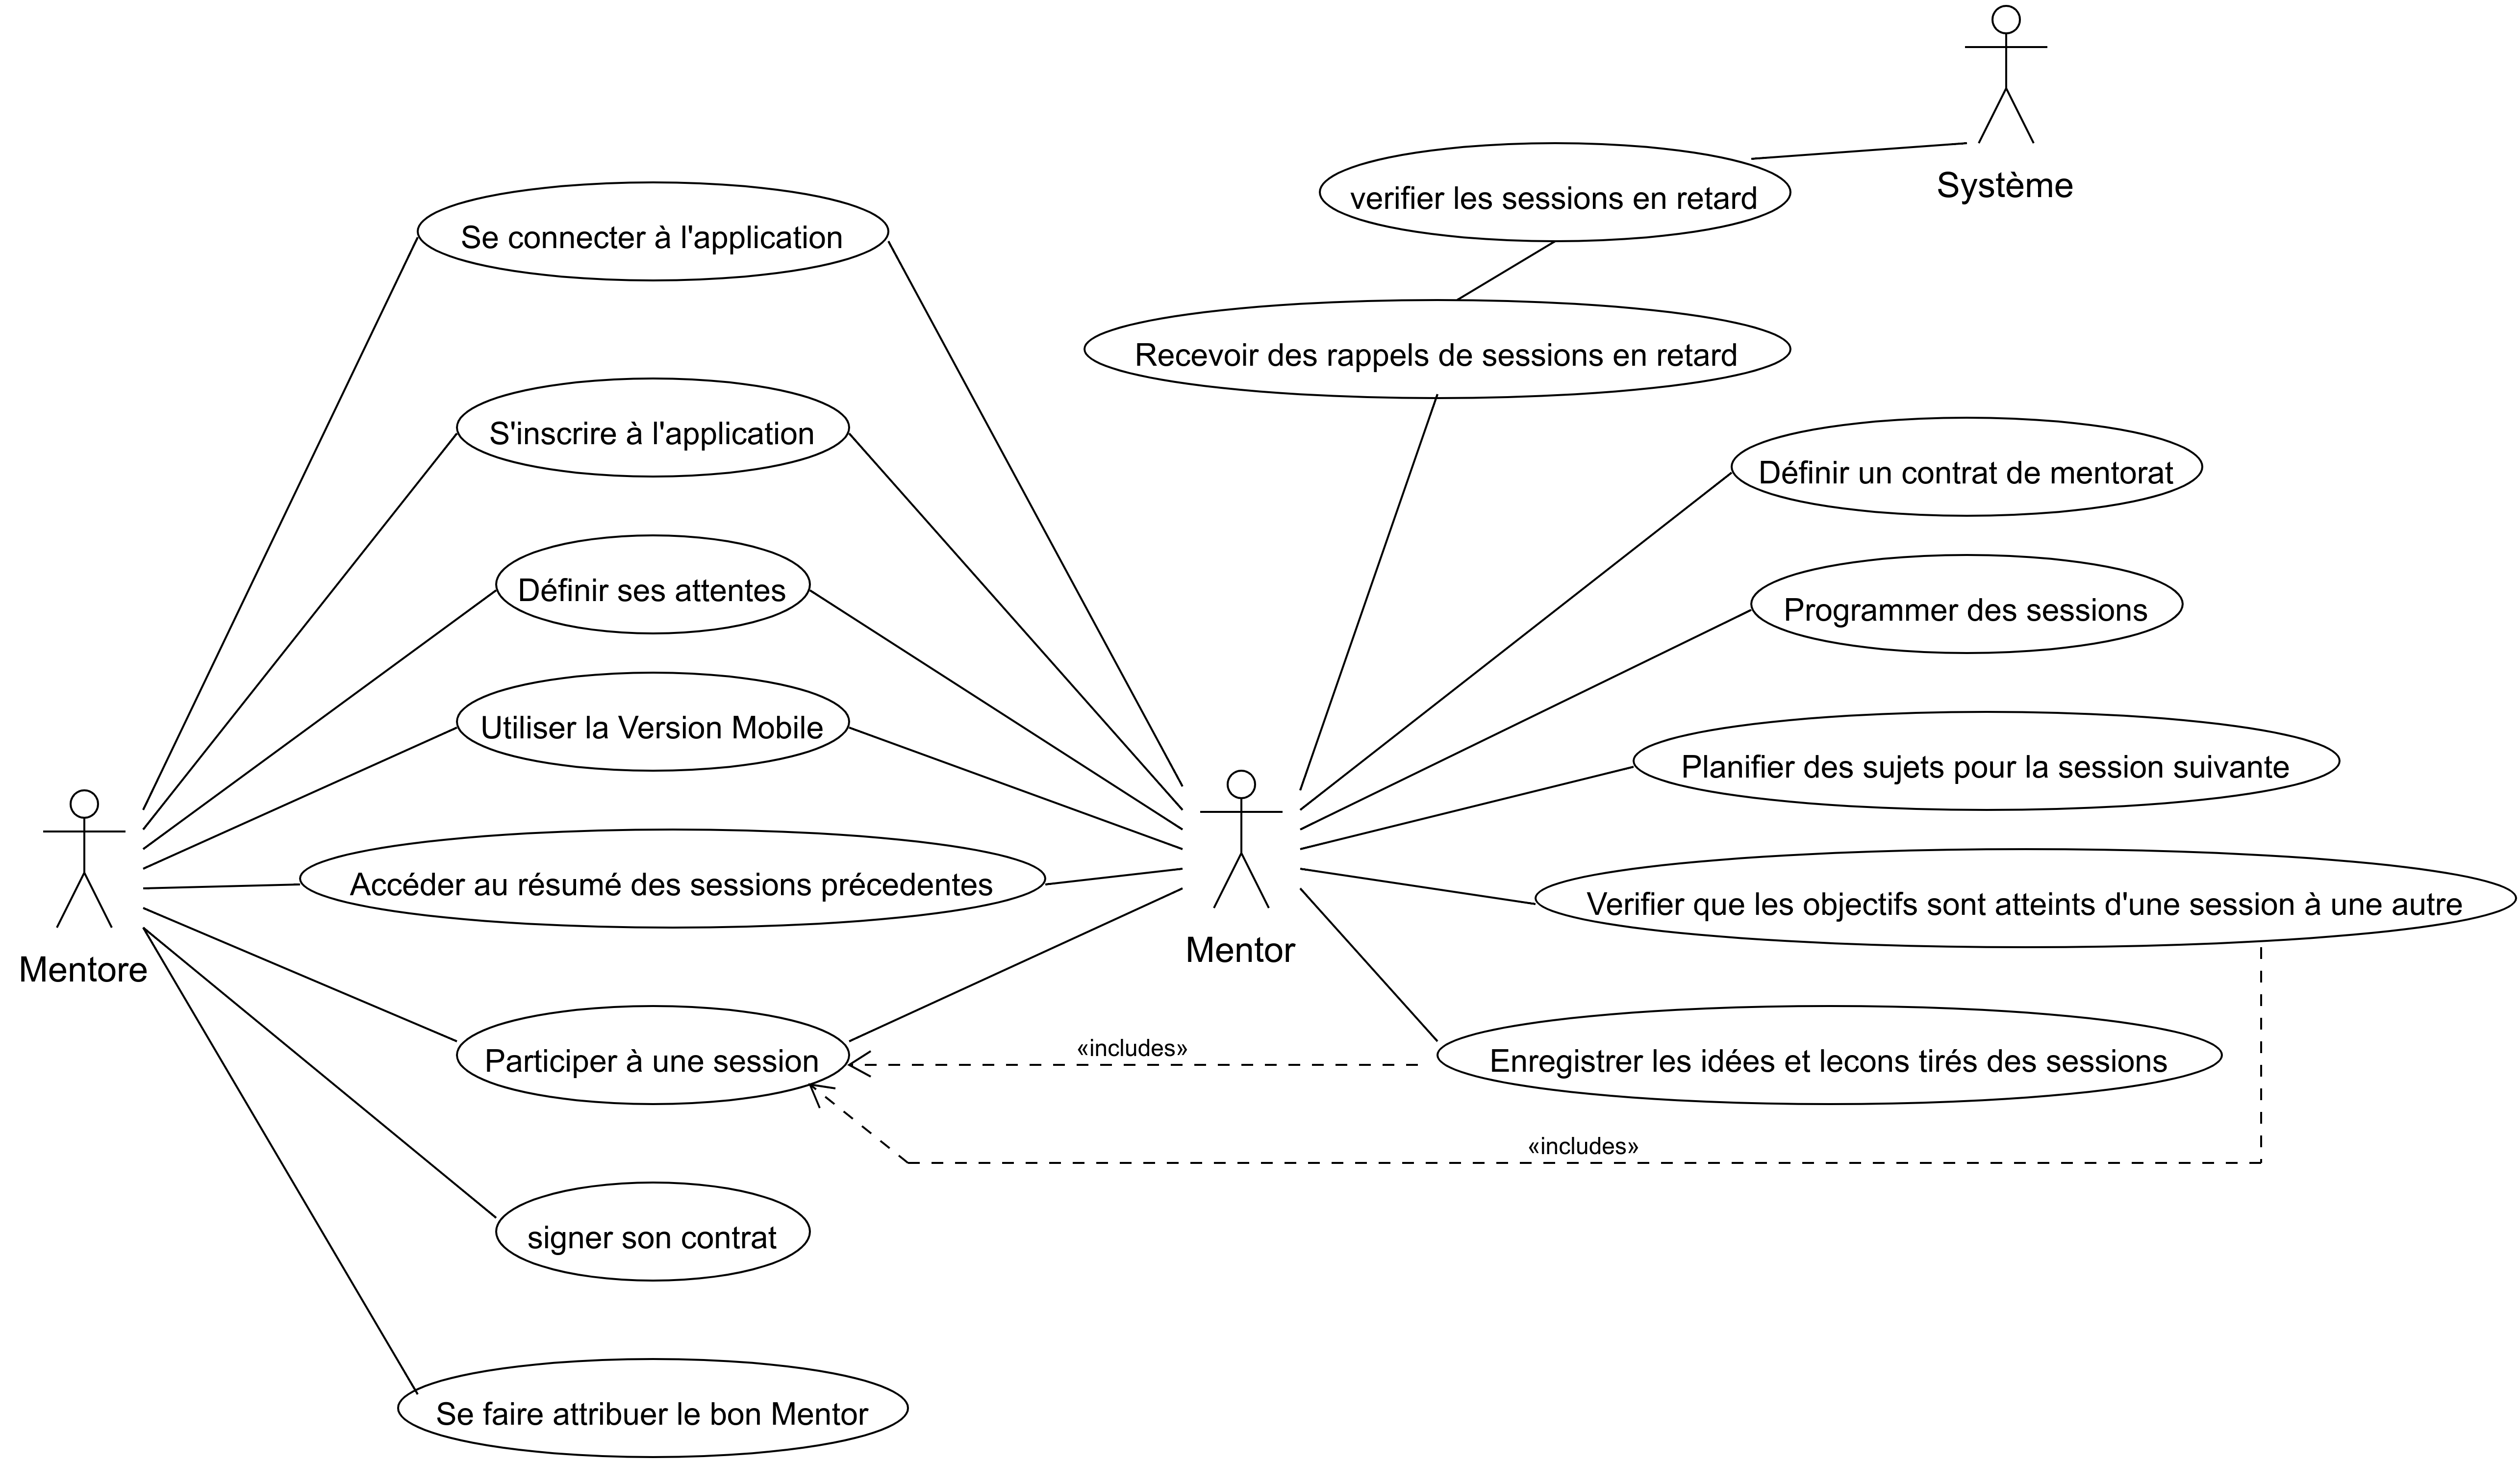 Système
verifier les sessions en retard
Se connecter à l'application
Recevoir des rappels de sessions en retard
S'inscrire à l'application
Définir un contrat de mentorat
Définir ses attentes
Programmer des sessions
Utiliser la Version Mobile
Planifier des sujets pour la session suivante
Accéder au résumé des sessions précedentes
Verifier que les objectifs sont atteints d'une session à une autre
Mentor
Mentore
«includes»
Participer à une session
Enregistrer les idées et lecons tirés des sessions
«includes»
signer son contrat
Se faire attribuer le bon Mentor